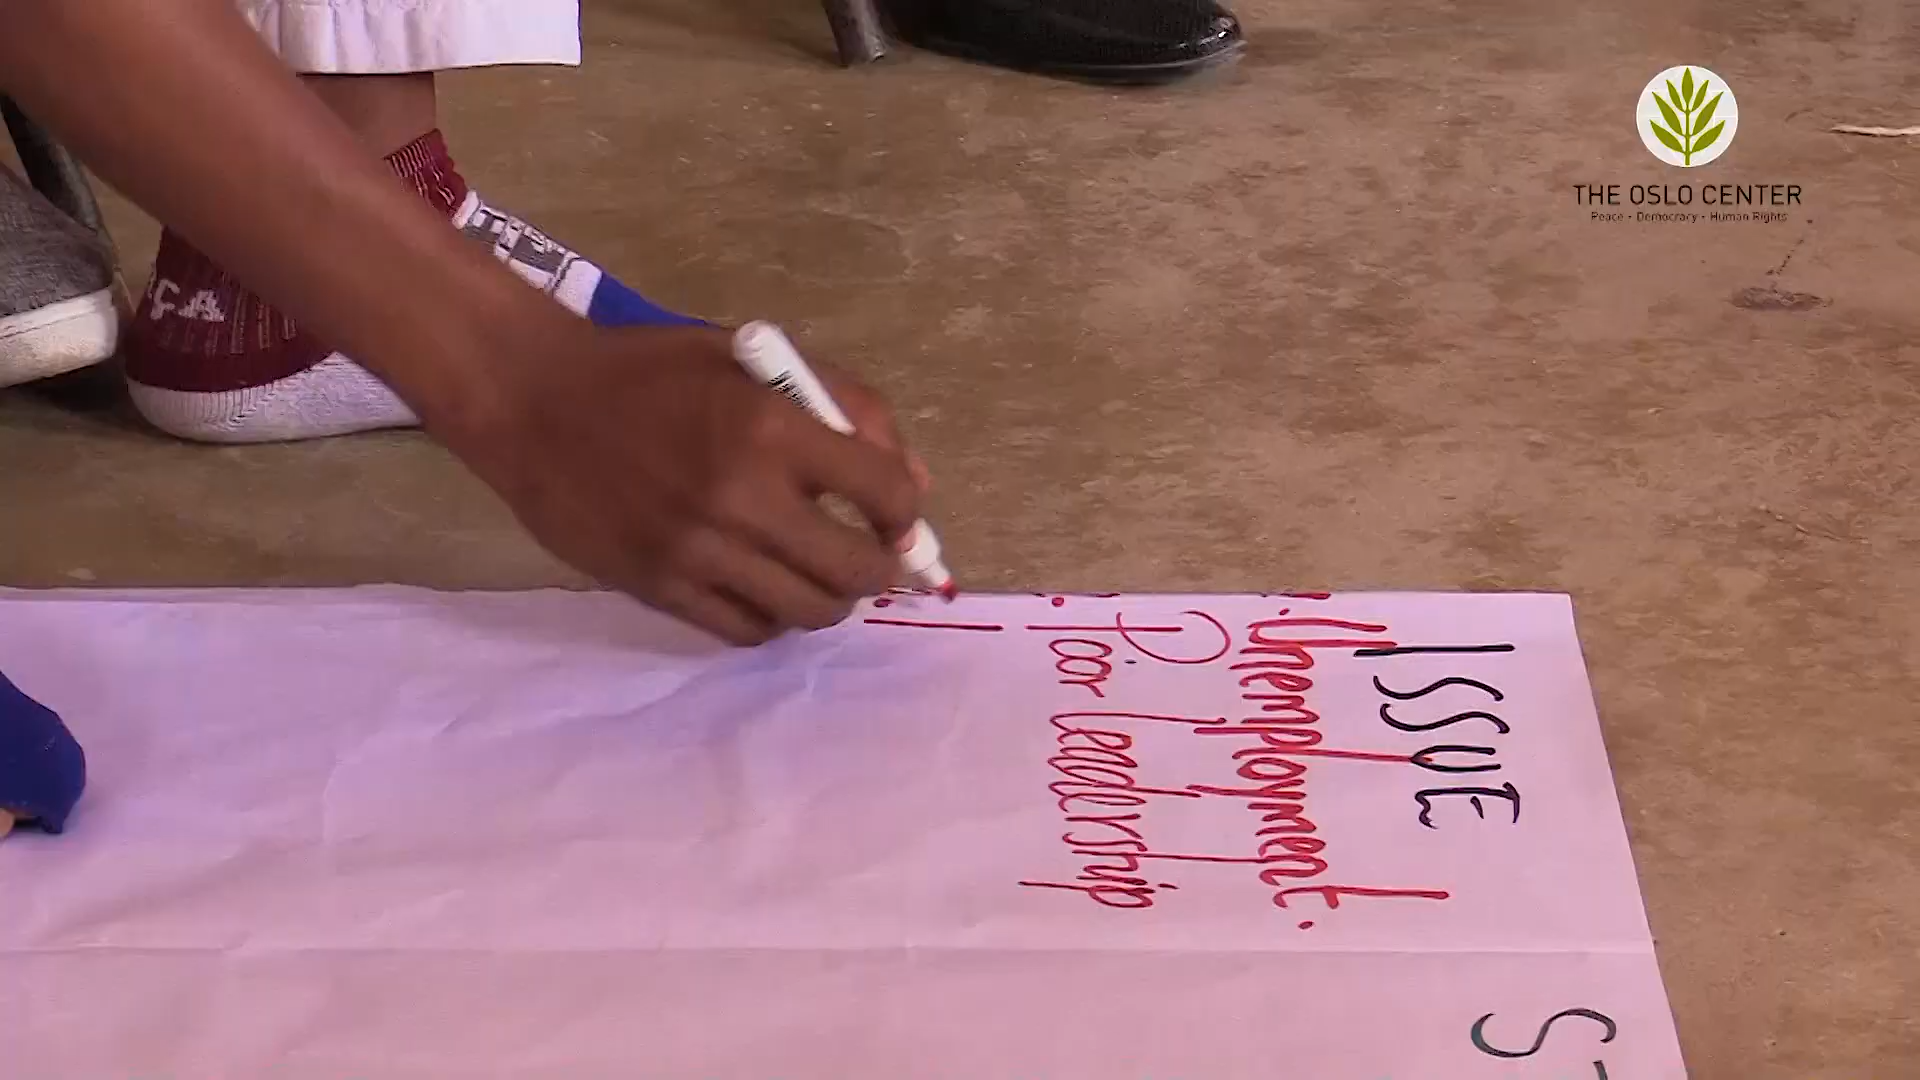 THE OSLO CENTER
Peace • Democracy • Human Rights
ISSUE
Unemployment.
Poor leadership